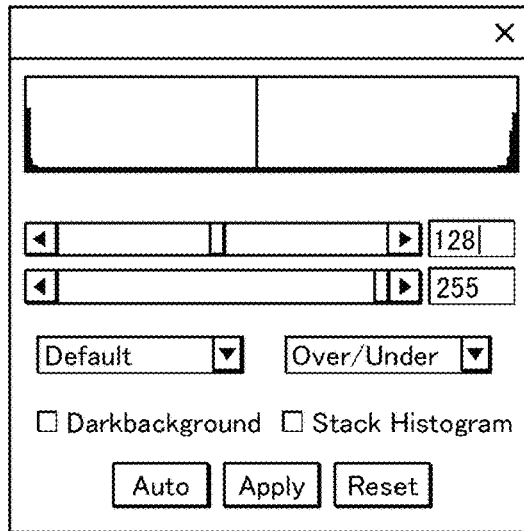 128
255
Default Over/Under
Darkbackground Stack Histogram
Auto Apply Reset